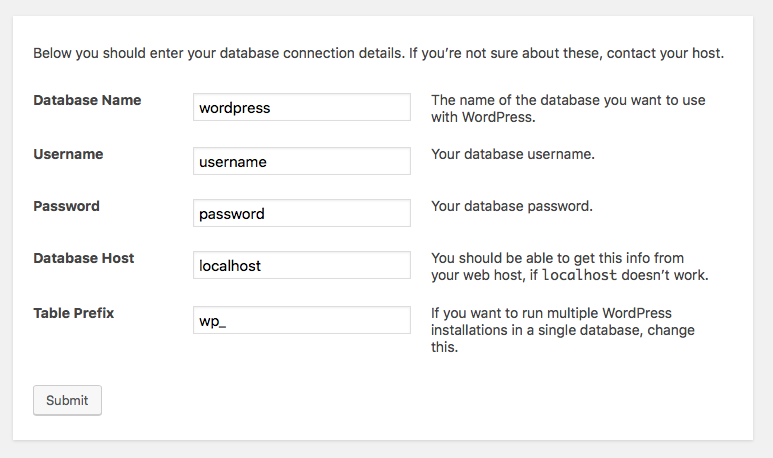 Below you should enter your database connection details. If you’re not sure about these, contact your host.
Database Name
wordpress
The name of the database you want to use
with WordPress.
Username
username
Your database username.
Password
password
Your database password.
Database Host
localhost
You should be able to get this info from
your web host, if localhost doesn’t work.
Table Prefix
wp_
If you want to run multiple WordPress
installations in a single database, change
this.
Submit